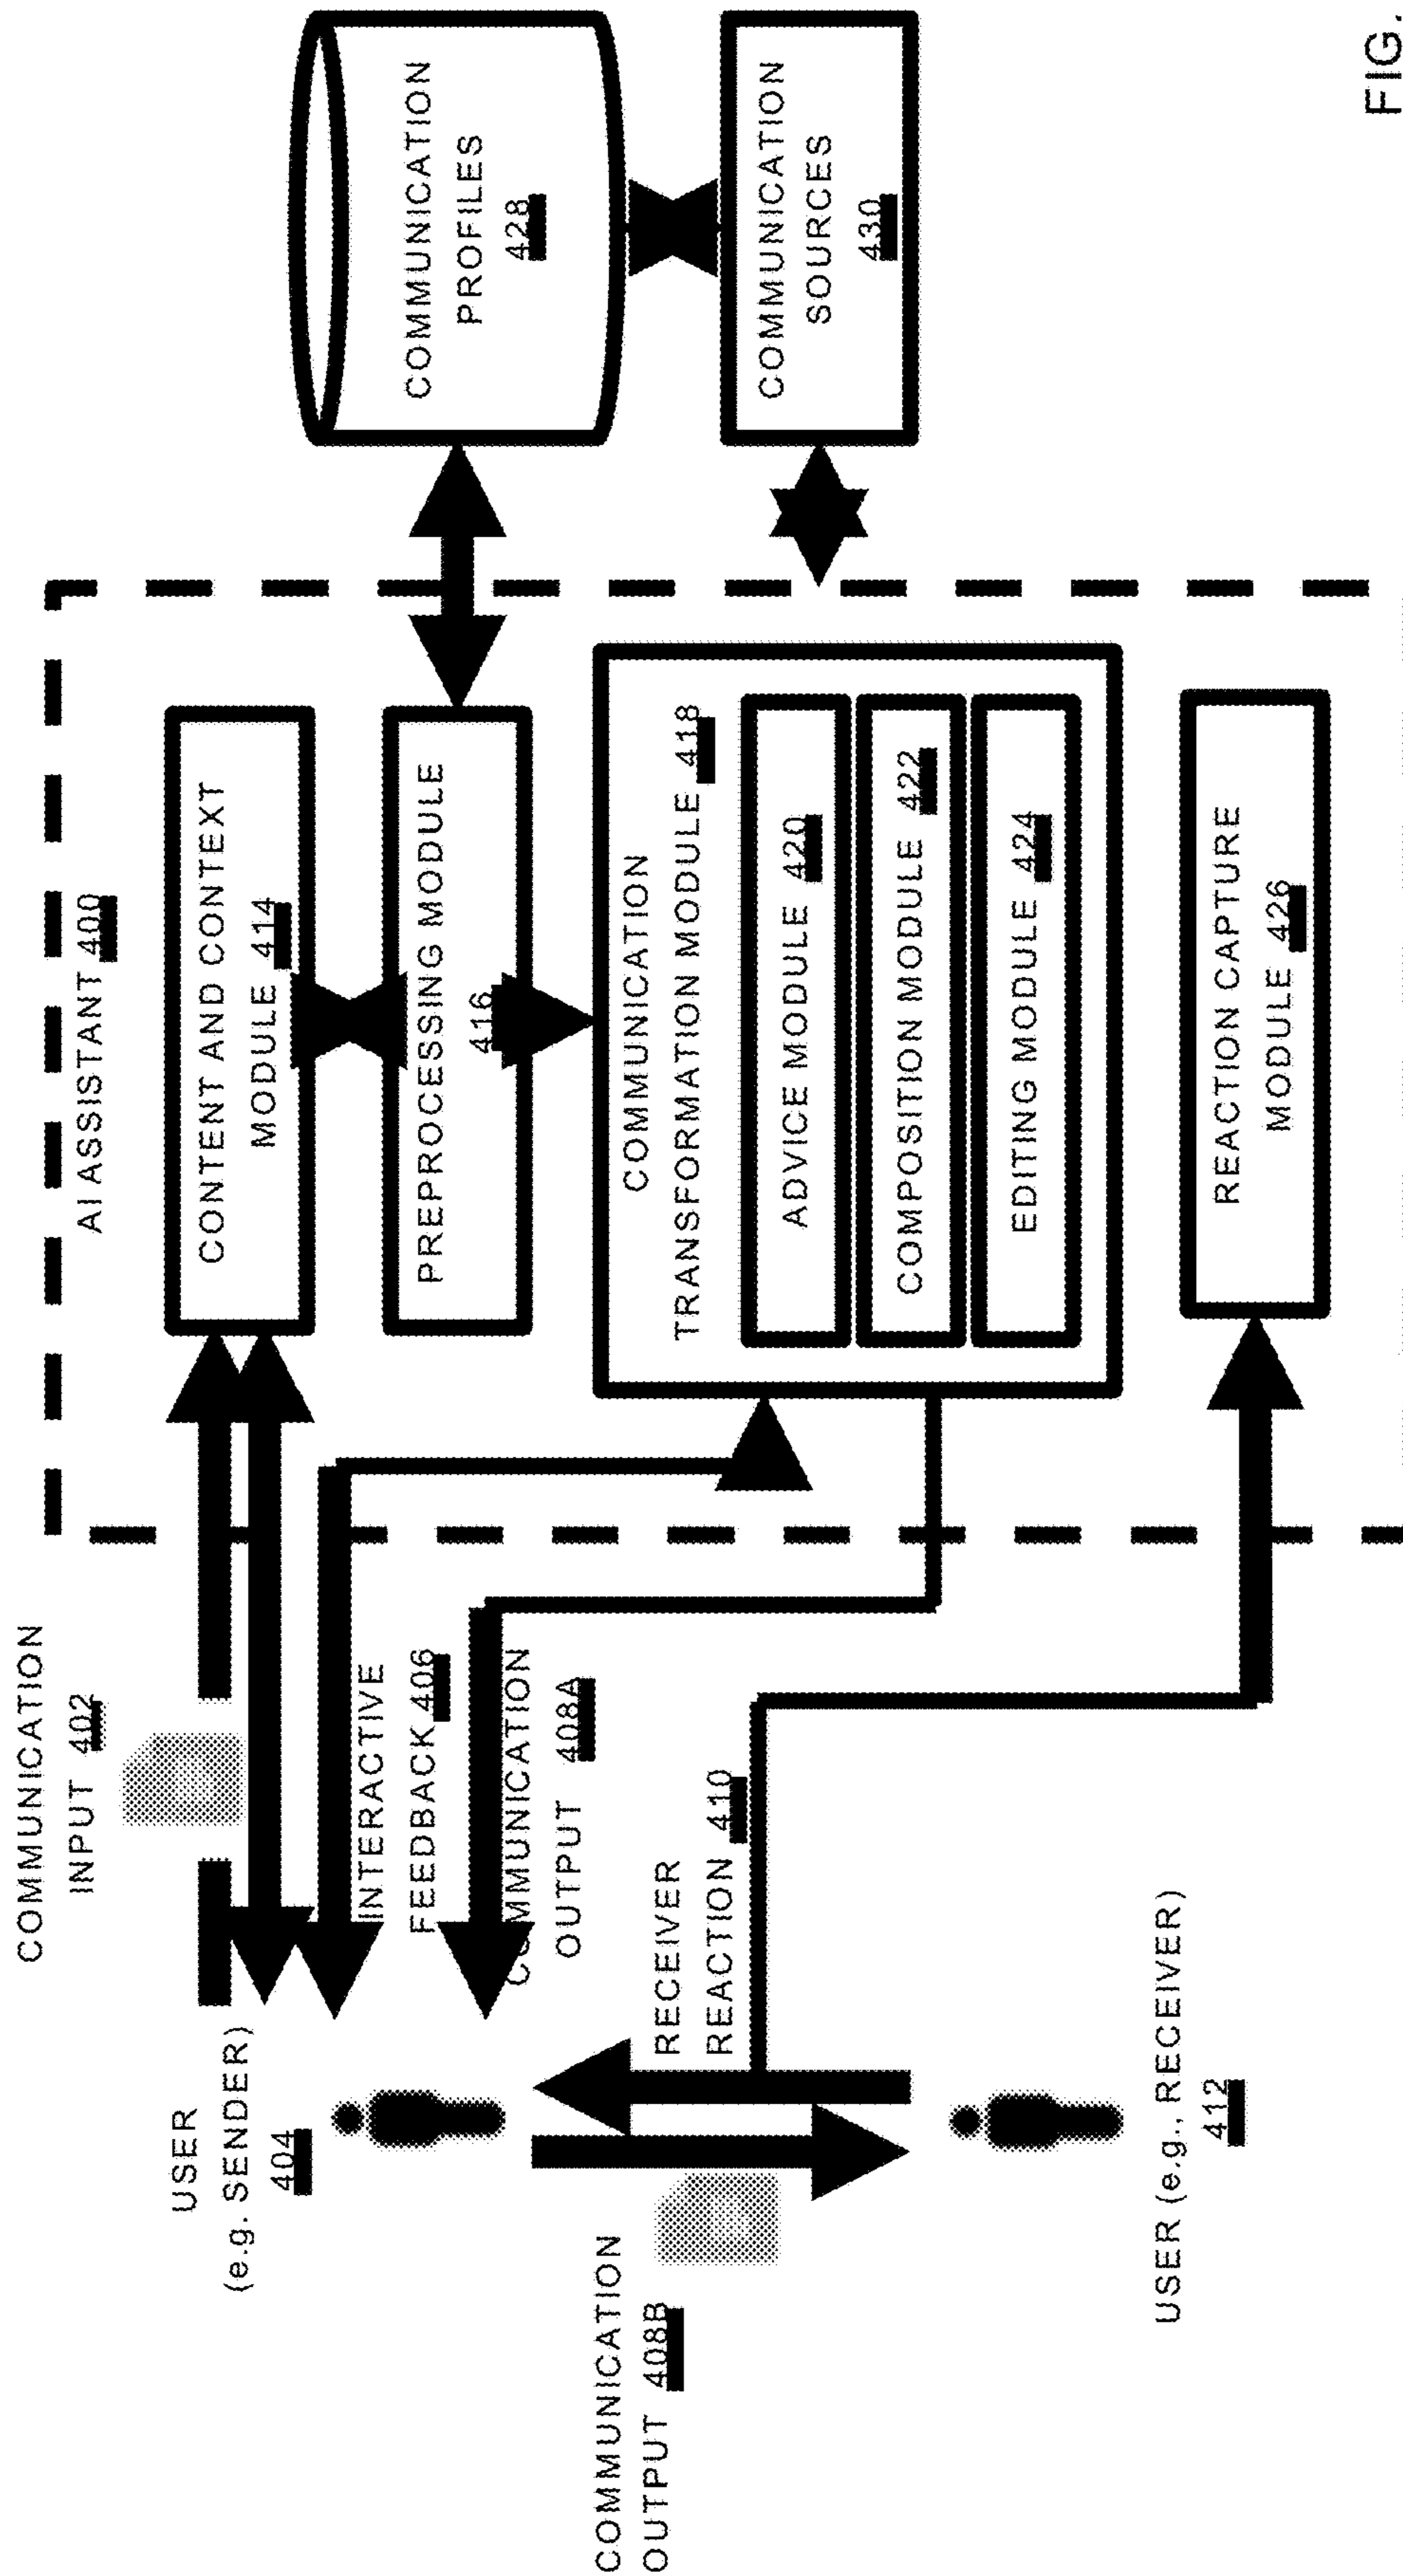 COMMUNICATION
INPUT 402
USER
(e.g. SENDER)
404
INTERACTIVE
FEEDBACK 406
COMMUNICATION
OUTPUT 408A
COMMUNICATION
OUTPUT 408B
RECEIVER
REACTION 410
USER (e.g., RECEIVER)
412
AI ASSISTANT 400
CONTENT AND CONTEXT
MODULE 414
PREPROCESSING MODULE
416
COMMUNICATION
TRANSFORMATION MODULE 418
ADVICE MODULE 420
COMPOSITION MODULE 422
EDITING MODULE 424
REACTION CAPTURE
MODULE 426
COMMUNICATION
PROFILES
428
COMMUNICATION
SOURCES
430
FIG.